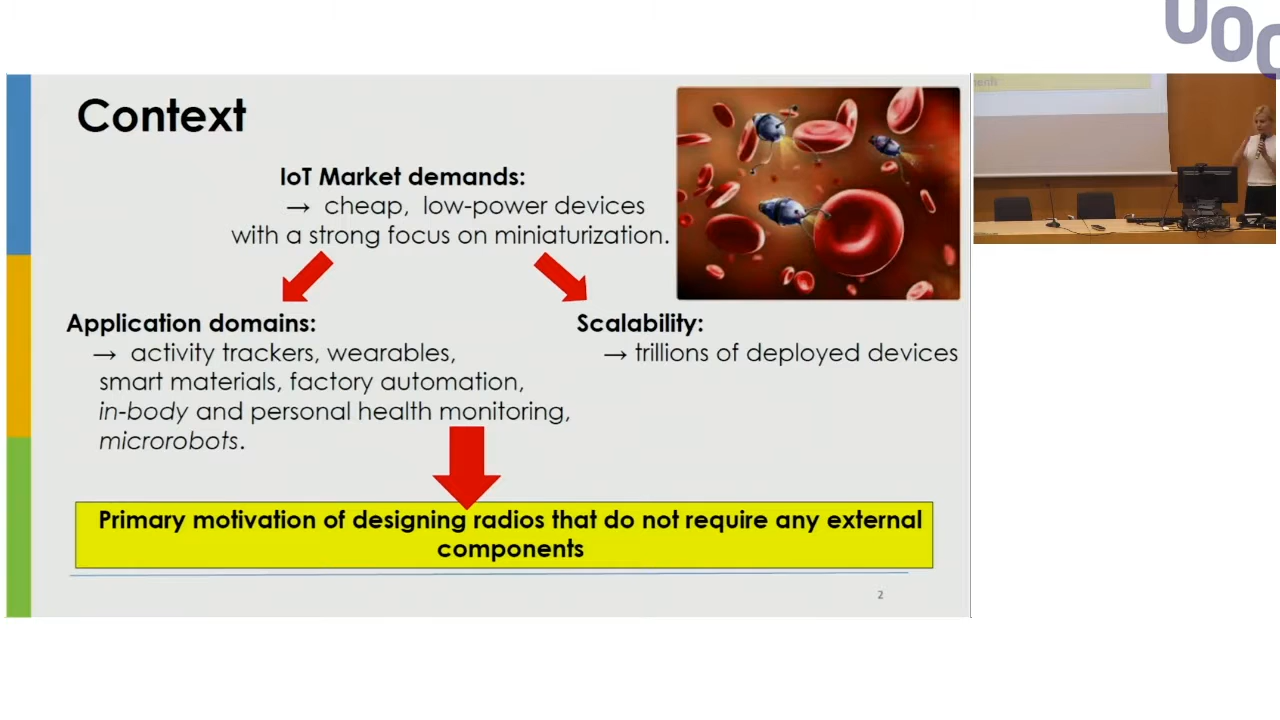 UOC
Context
IoT Market demands:
→ cheap, low-power devices
with a strong focus on miniaturization.
Application domains:
→ activity trackers, wearables,
smart materials, factory automation,
in-body and personal health monitoring,
microrobots.
Scalability:
→ trillions of deployed devices
Primary motivation of designing radios that do not require any external
components
2